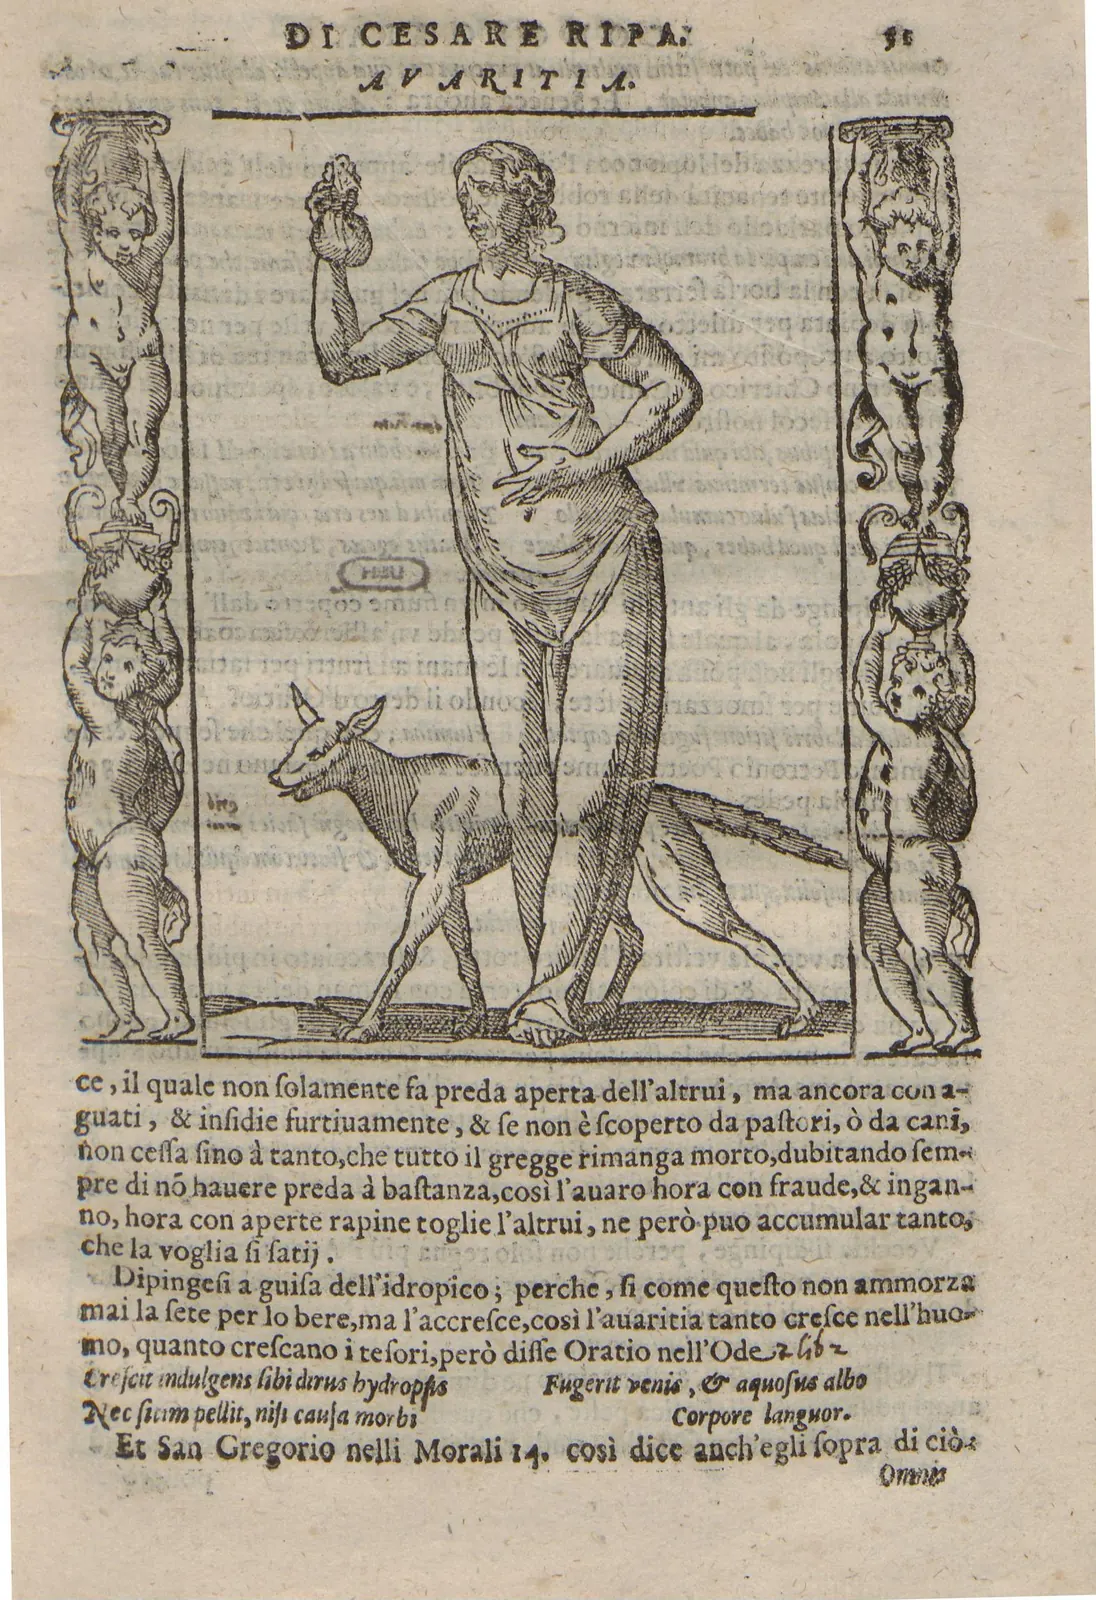 DI CESARE RIPA. 51
AVARITIA.
ce, il quale non ſolamente fa preda aperta dell'altrui, ma ancora con a-
guati, & inſidie furtiuamente, & ſe non è ſcoperto da paſtori, ò da cani,
non ceſſa ſino à tanto,che tutto il gregge rimanga morto,dubitando ſem-
pre di nõ hauere preda à baſtanza,così l'auaro hora con fraude,& ingan-
no, hora con aperte rapine toglie l'altrui, ne però puo accumular tanto,
che la voglia ſi ſatij.
Dipingeſi a guiſa dell'idropico; perche, ſi come queſto non ammorza
mai la ſete per lo bere,ma l'accreſce,così l'auaritia tanto creſce nell'huo-
mo, quanto creſcano i teſori,però diſſe Oratio nell'Ode 2 lib 2
Creſcit indulgens ſibi dirus hydropſis Fugerit venis, & aquoſus albo
Nec ſitim pellit, niſi cauſa morbi Corpore languor.
Et San Gregorio nelli Morali 14. così dice anch'egli ſopra di ciò.
Omnis